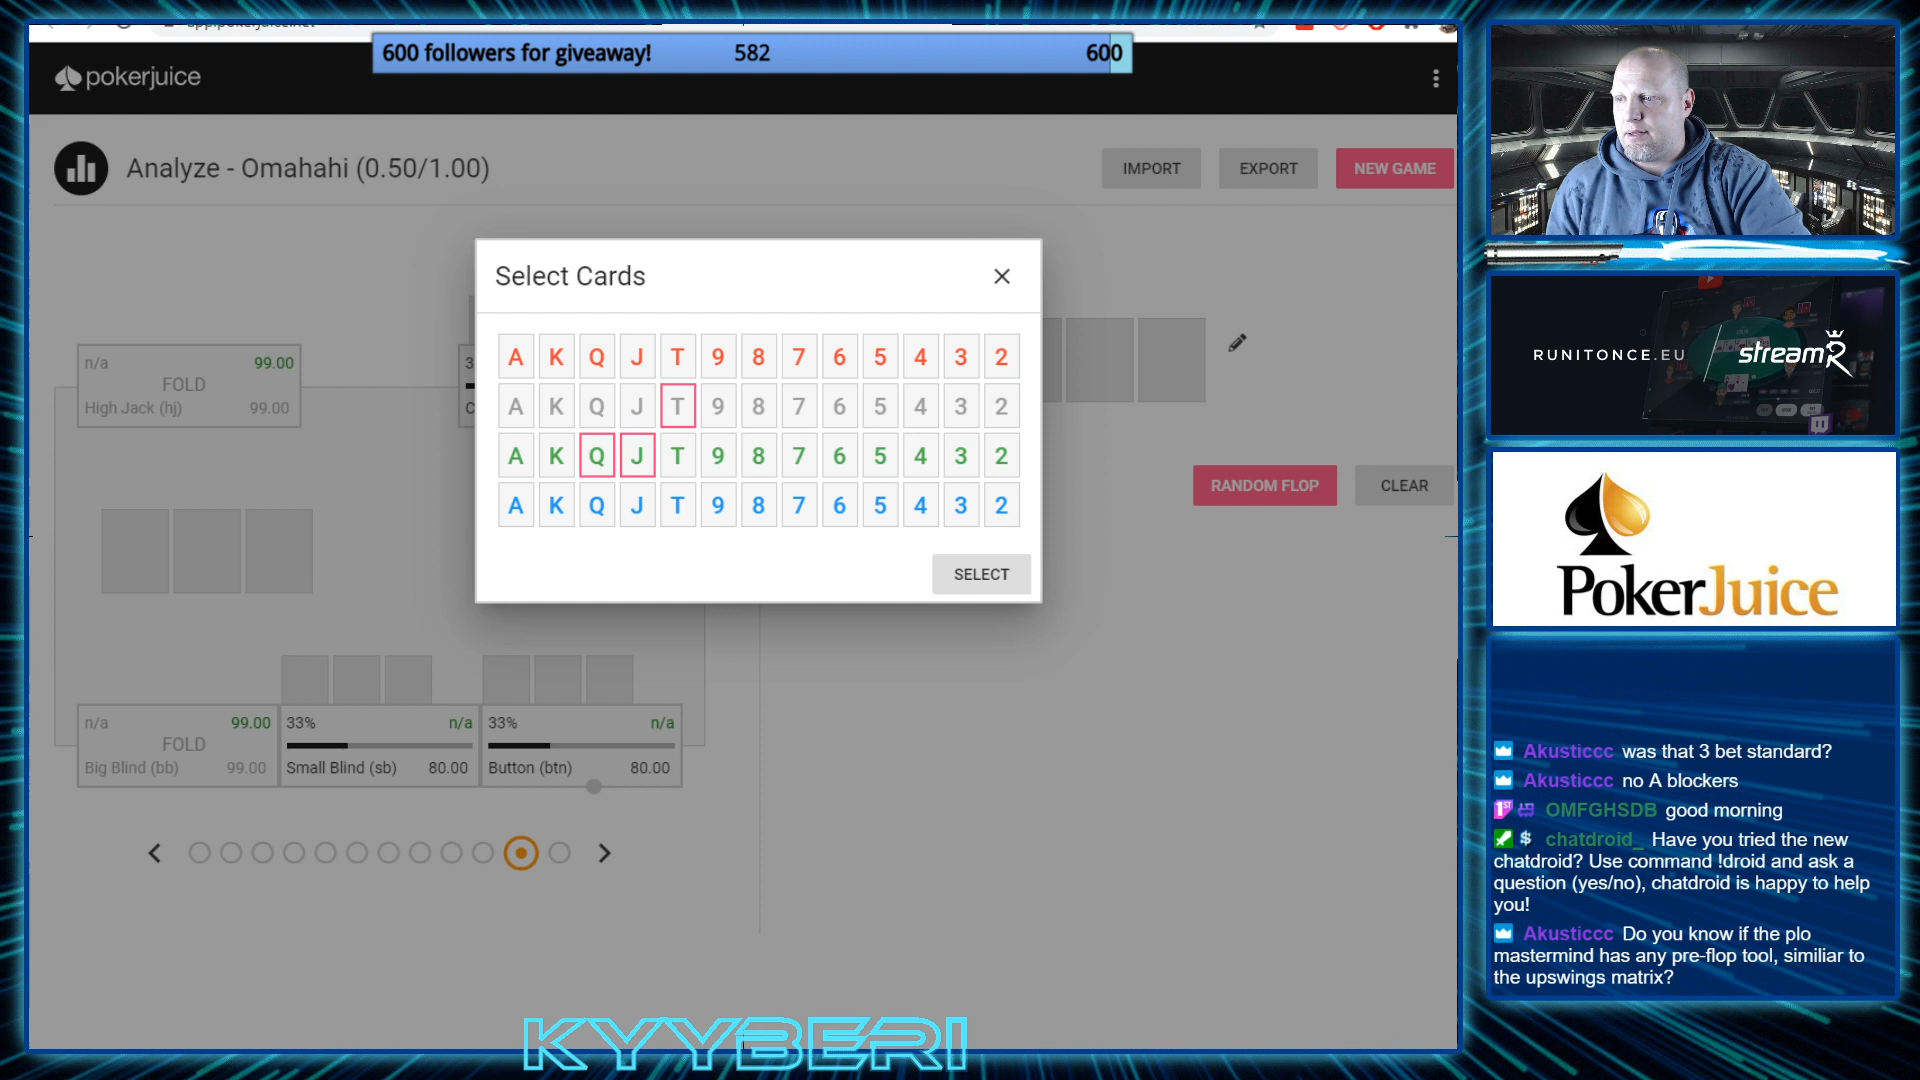 600 followers for giveaway! 582 600
pokerjuice
Analyze - Omahahi (0.50/1.00)
IMPORT EXPORT NEW GAME
Select Cards
A K Q J T 9 8 7 6 5 4 3 2
A K Q J T 9 8 7 6 5 4 3 2
A K Q J T 9 8 7 6 5 4 3 2
A K Q J T 9 8 7 6 5 4 3 2
SELECT
n/a 99.00
FOLD
High Jack (hj) 99.00
3
C
RANDOM FLOP CLEAR
n/a 99.00
FOLD
Big Blind (bb) 99.00
33% n/a
Small Blind (sb) 80.00
33% n/a
Button (btn) 80.00
KYYBERI
RUNITONCE.EU / streamR
PokerJuice
Akusticcc was that 3 bet standard?
Akusticcc no A blockers
1ST OMFGHSDB good morning
$ chatdroid_ Have you tried the new
chatdroid? Use command !droid and ask a
question (yes/no), chatdroid is happy to help
you!
Akusticcc Do you know if the plo
mastermind has any pre-flop tool, similiar to
the upswings matrix?